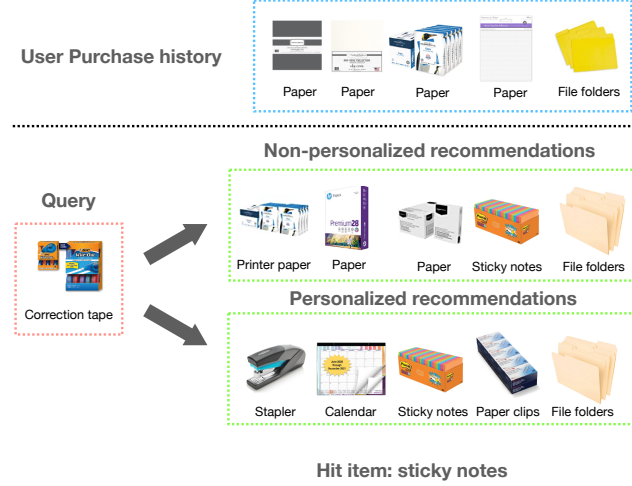 User Purchase history
Paper
Paper
Paper
Paper
File folders
Non-personalized recommendations
Query
Correction tape
Premium28
Printer paper
Paper
Paper
Sticky notes
File folders
Personalized recommendations
Stapler
Calendar
Sticky notes
Paper clips
File folders
Hit item: sticky notes